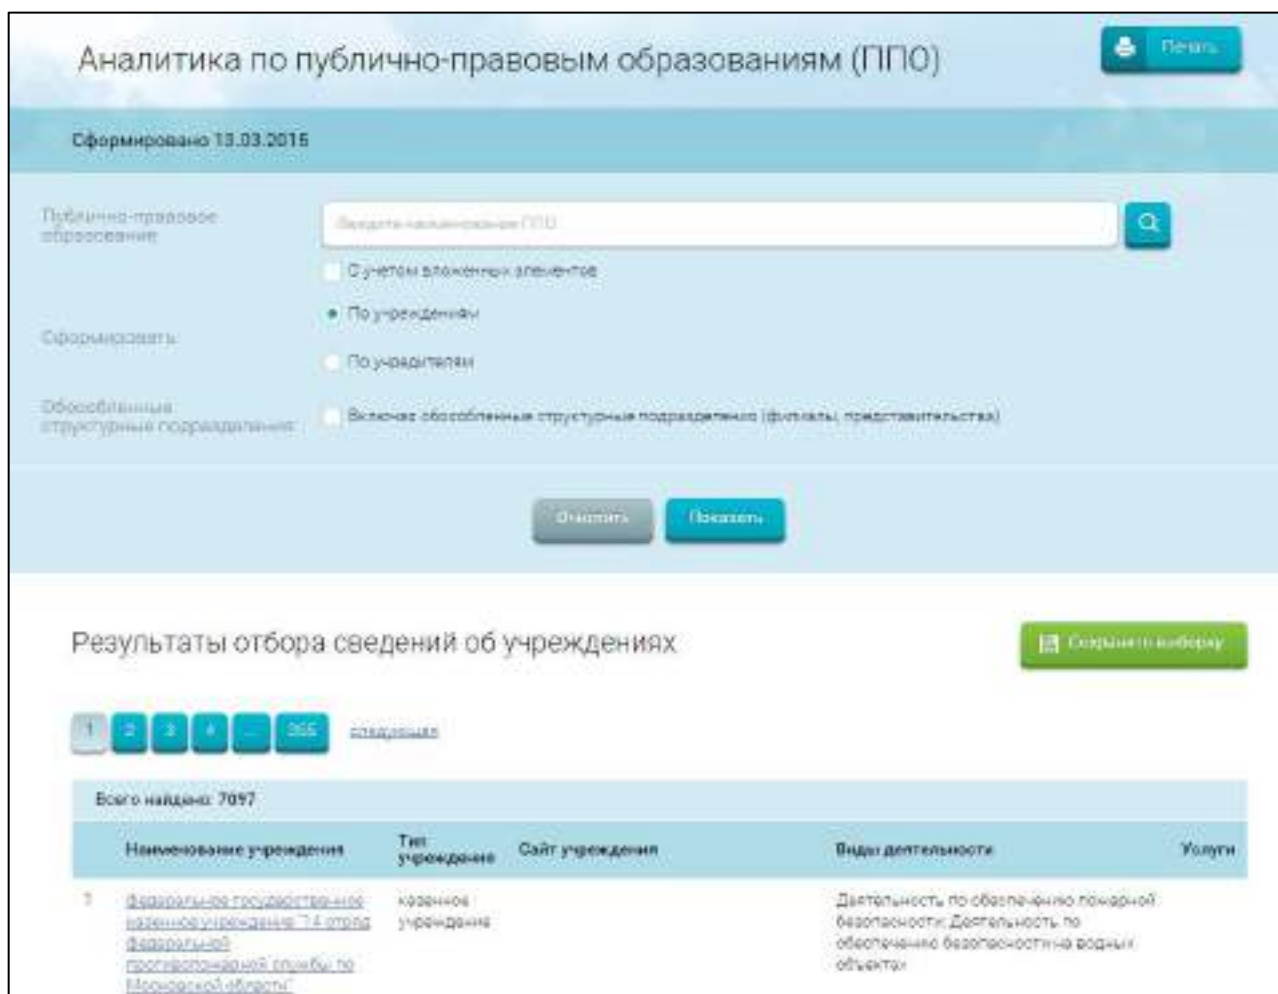 Аналитика по публично-правовым образованиям (ППО)
Печать
Сформировано 13.03.2015
Публично-правовое
образование
Введите наименование ППО
С учетом вложенных элементов
Сформировать
По учреждениям
По учредителям
Обособленные
структурные подразделения
Включая обособленные структурные подразделения (филиалы, представительства)
Очистить
Показать
Результаты отбора сведений об учреждениях
Сохранить выборку
1 2 3 4 ... 355 следующая
Всего найдено: 7097
Наименование учреждения
Тип
учреждения
Сайт учреждения
Виды деятельности
Услуги
федеральное государственное
казенное учреждение "14 отряд
федеральной
противопожарной службы по
Московской области"
казенное
учреждение
Деятельность по обеспечению пожарной
безопасности; Деятельность по
обеспечению безопасности на водных
объектах